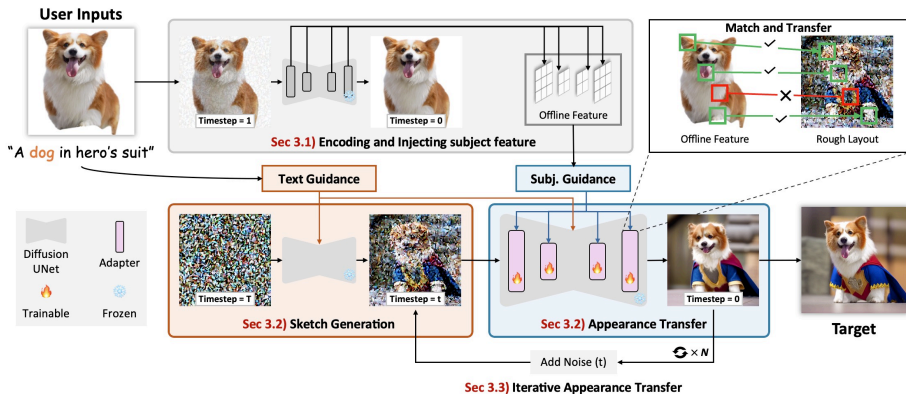 User Inputs
"A dog in hero's suit"
Timestep = 1
Timestep = 0
Offline Feature
Sec 3.1) Encoding and Injecting subject feature
Match and Transfer
Offline Feature
Rough Layout
Text Guidance
Subj. Guidance
Diffusion
UNet
Adapter
Trainable
Frozen
Timestep = T
Timestep = t
Sec 3.2) Sketch Generation
Timestep = 0
Sec 3.2) Appearance Transfer
Target
Add Noise (t)
× N
Sec 3.3) Iterative Appearance Transfer